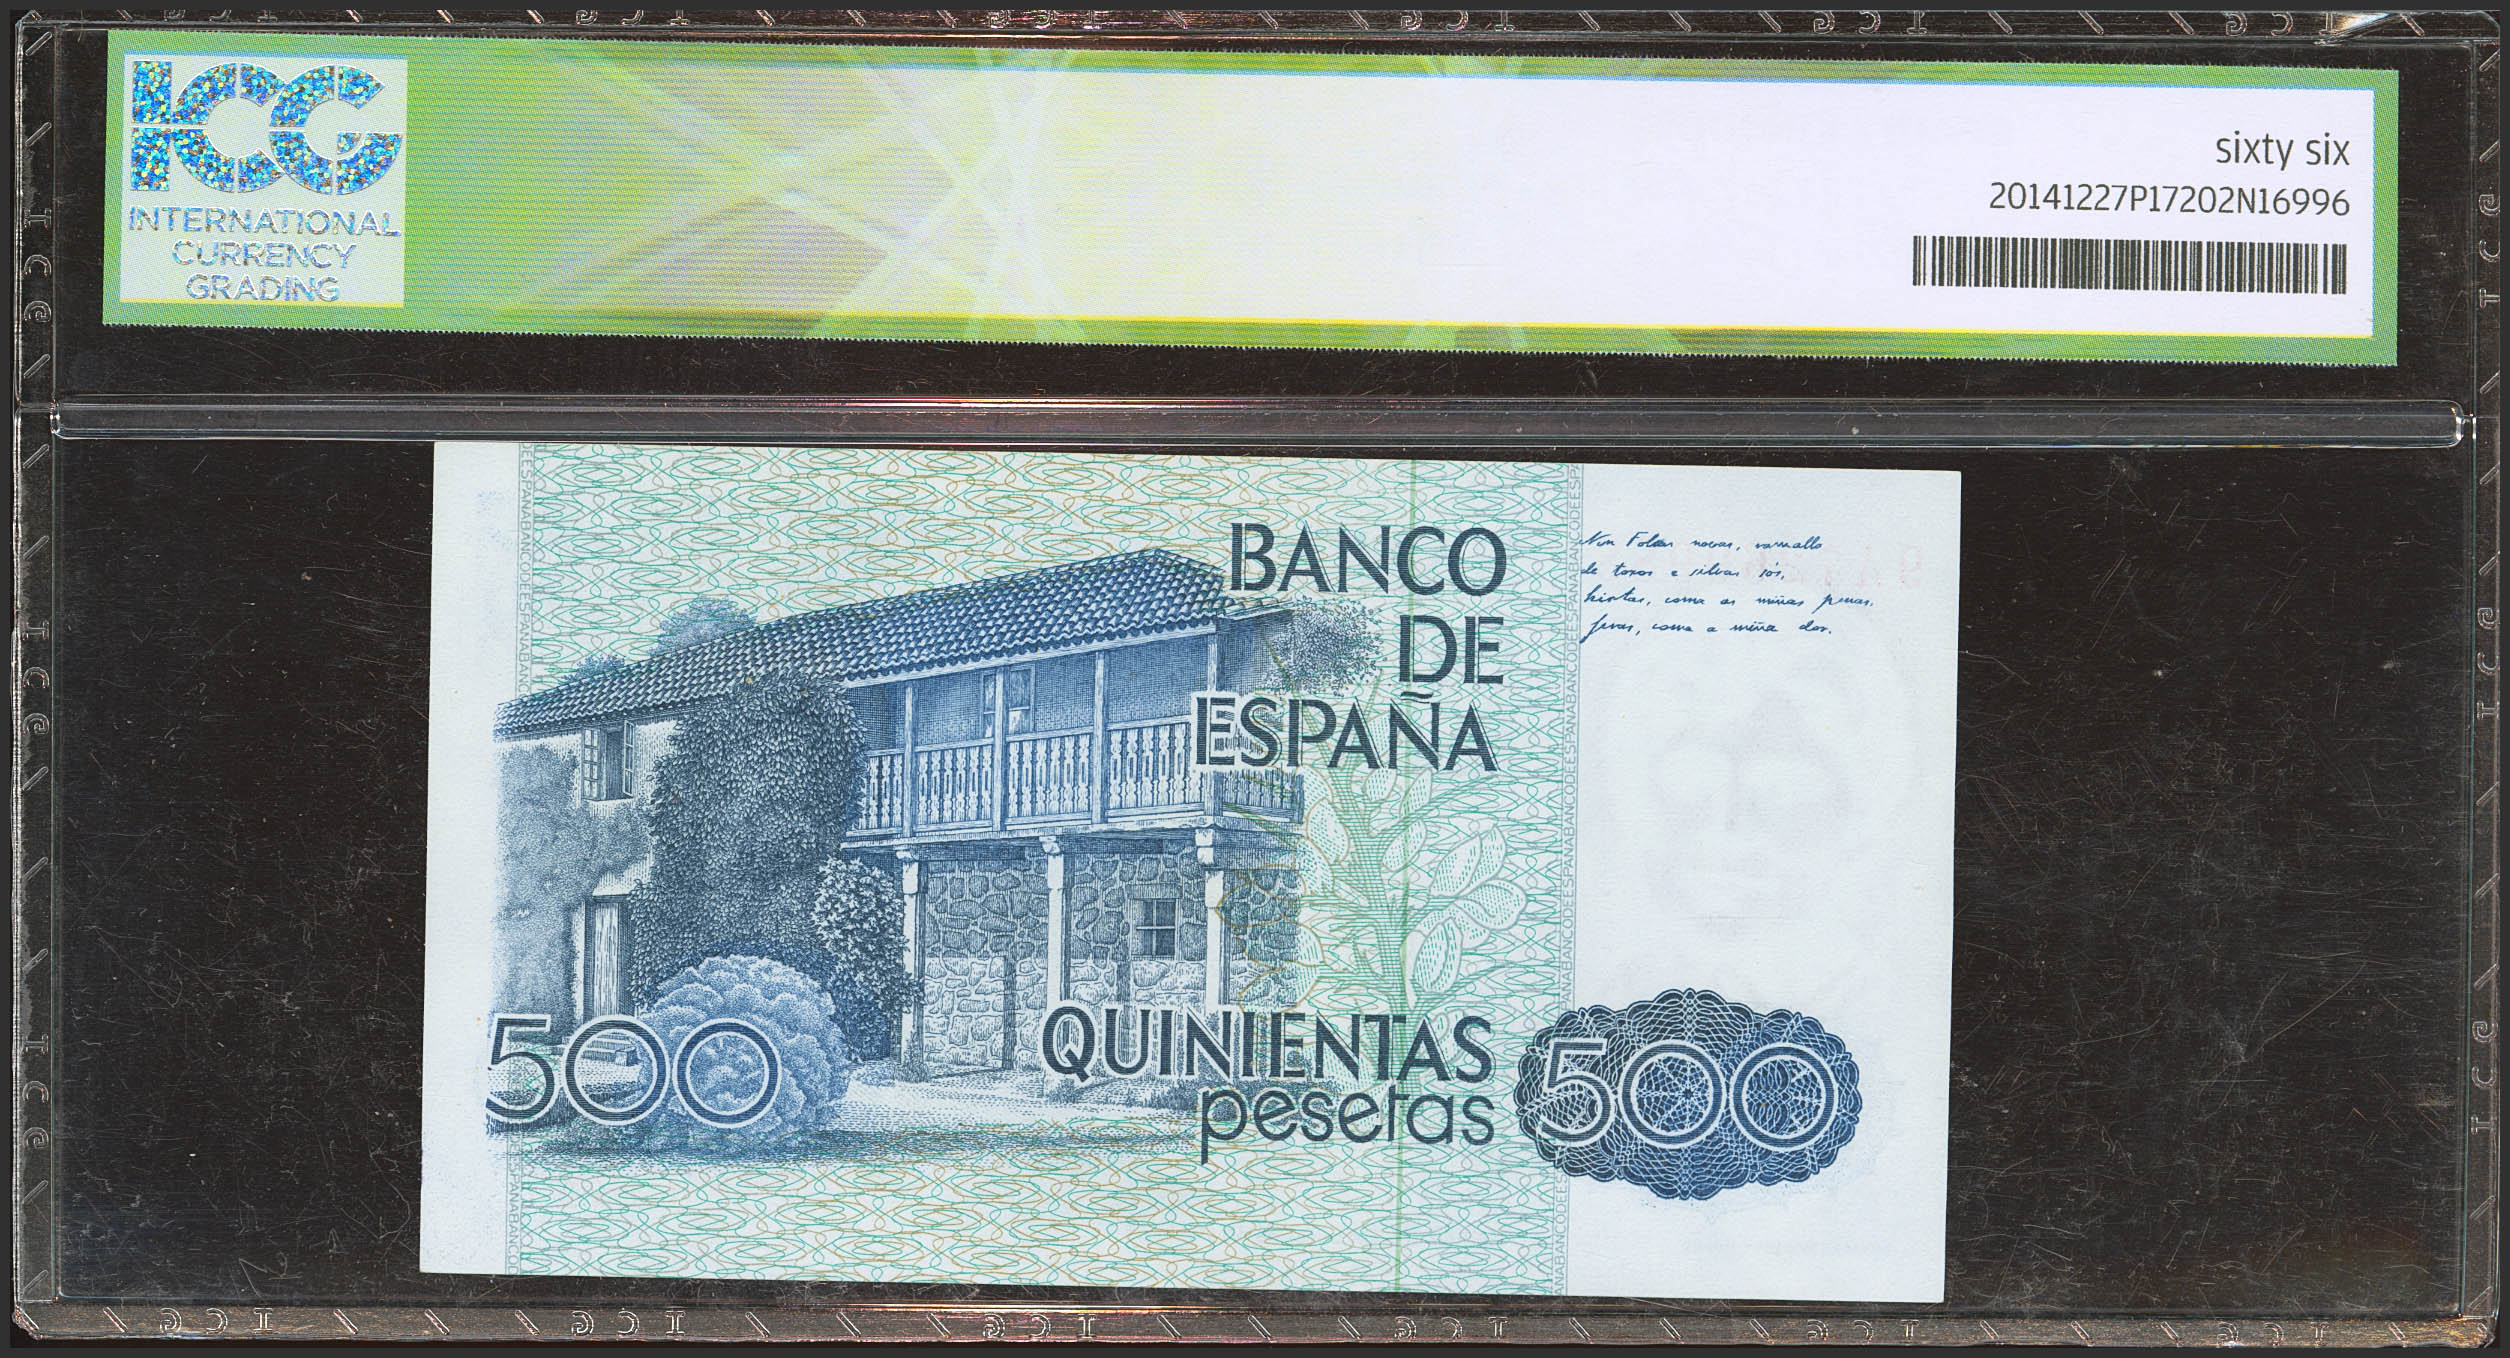 ICG
INTERNATIONAL
CURRENCY
GRADING
sixty six
20141227P17202N16996
BANCO
DE
ESPAÑA
Nin Follas novas, ramallo
de toxos e silvas sós,
hirtas, coma as miñas penas,
feras, coma a miña dor.
500
QUINIENTAS
pesetas
500